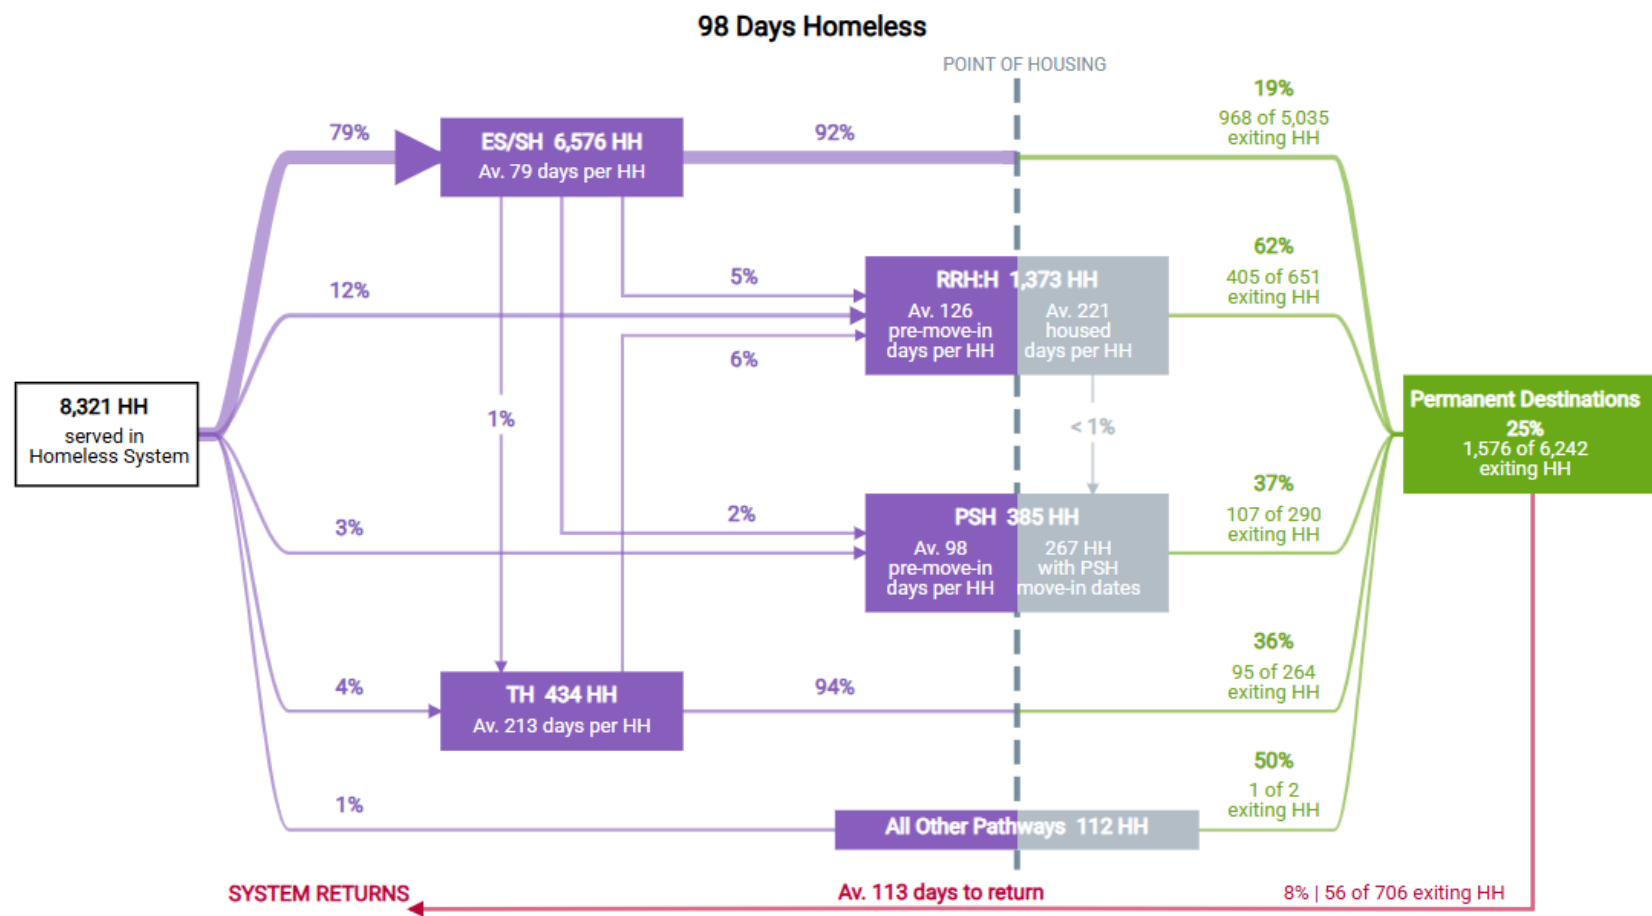 98 Days Homeless
POINT OF HOUSING
79%
ES/SH 6,576 HH
Av. 79 days per HH
92%
19%
968 of 5,035
exiting HH
12%
5%
RRH:H 1,373 HH
Av. 126
pre-move-in
days per HH
Av. 221
housed
days per HH
62%
405 of 651
exiting HH
6%
8,321 HH
served in
Homeless System
1%
< 1%
Permanent Destinations
25%
1,576 of 6,242
exiting HH
3%
2%
PSH 385 HH
Av. 98
pre-move-in
days per HH
267 HH
with PSH
move-in dates
37%
107 of 290
exiting HH
4%
TH 434 HH
Av. 213 days per HH
94%
36%
95 of 264
exiting HH
1%
All Other Pathways 112 HH
50%
1 of 2
exiting HH
SYSTEM RETURNS
Av. 113 days to return
8% | 56 of 706 exiting HH